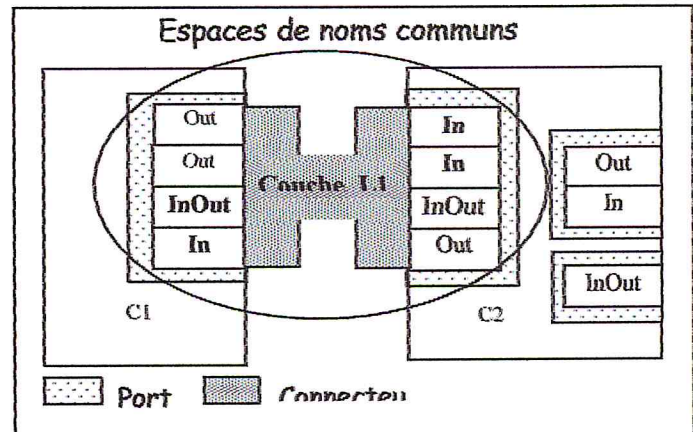 Espaces de noms communs
Out
Out
InOut
In
Couche L1
In
In
InOut
Out
Out
In
InOut
C1
C2
Port
Connecteu